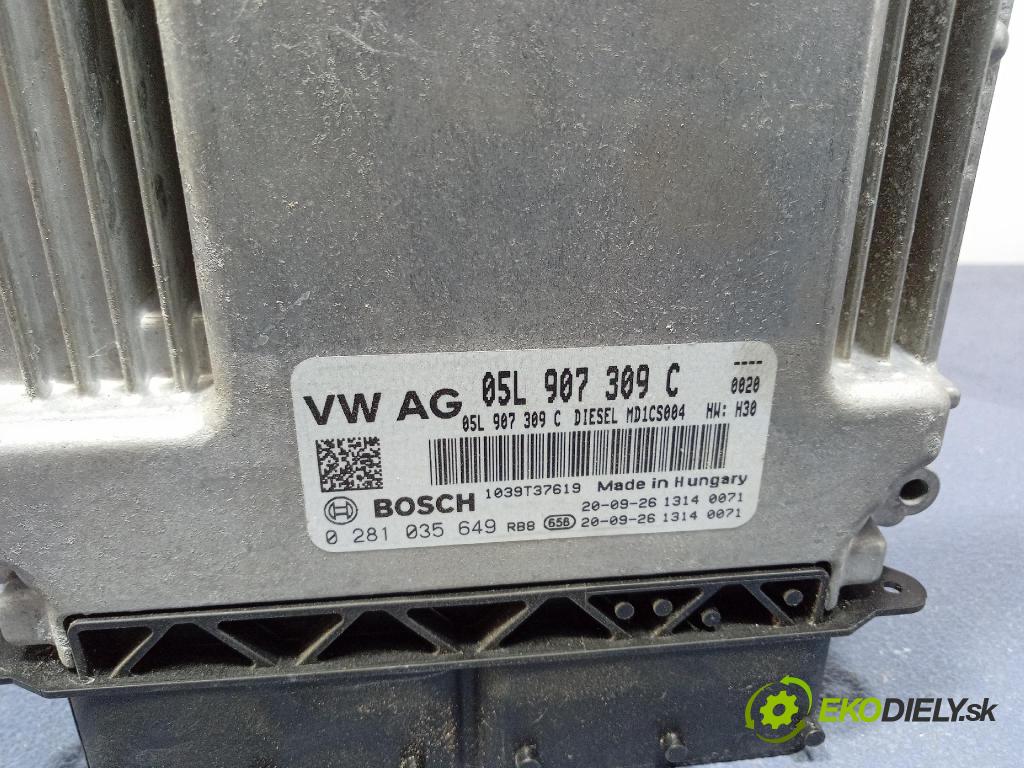 VW AG 05L 907 309 C ----
05L 907 309 C DIESEL MD1CS004 HW: H30 0020
BOSCH 1039T37619 Made in Hungary
20-09-26 1314 0071
0 281 035 649 RBB 658 20-09-26 1314 0071
EKODIELY.sk